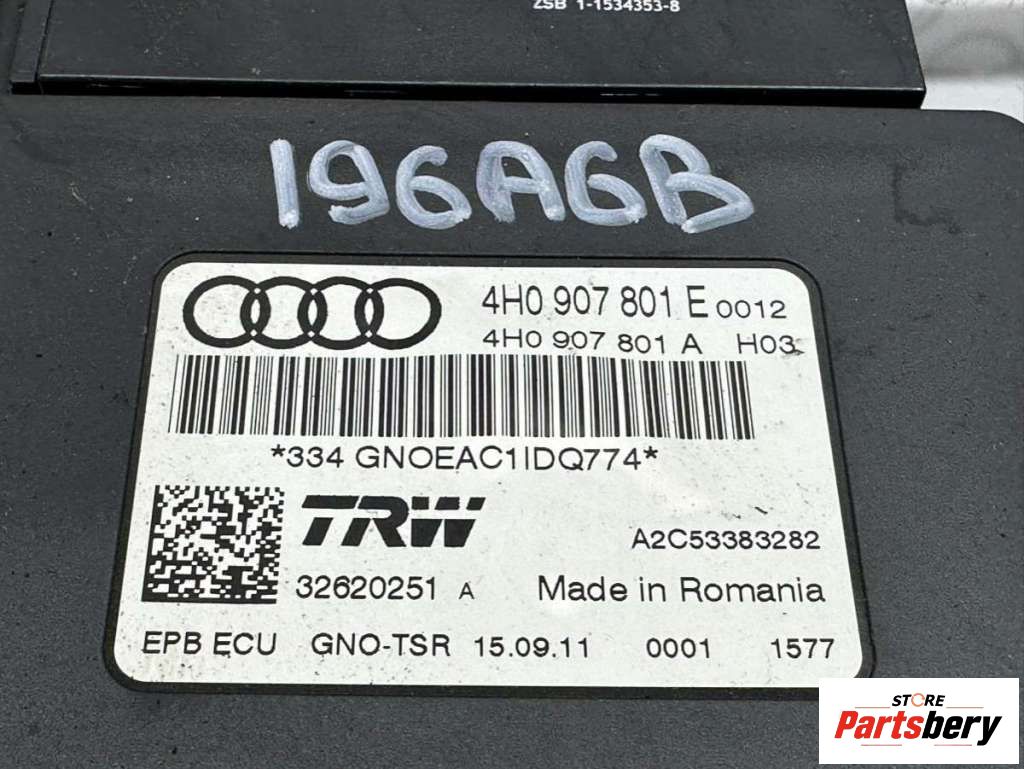 ZSB 1-1534353-8
196A6B
4H0 907 801 E 0012
4H0 907 801 A H03
*334 GNOEAC1IDQ774*
TRW
A2C53383282
32620251 A Made in Romania
EPB ECU GNO-TSR 15.09.11 0001 1577
STORE
Partsbery